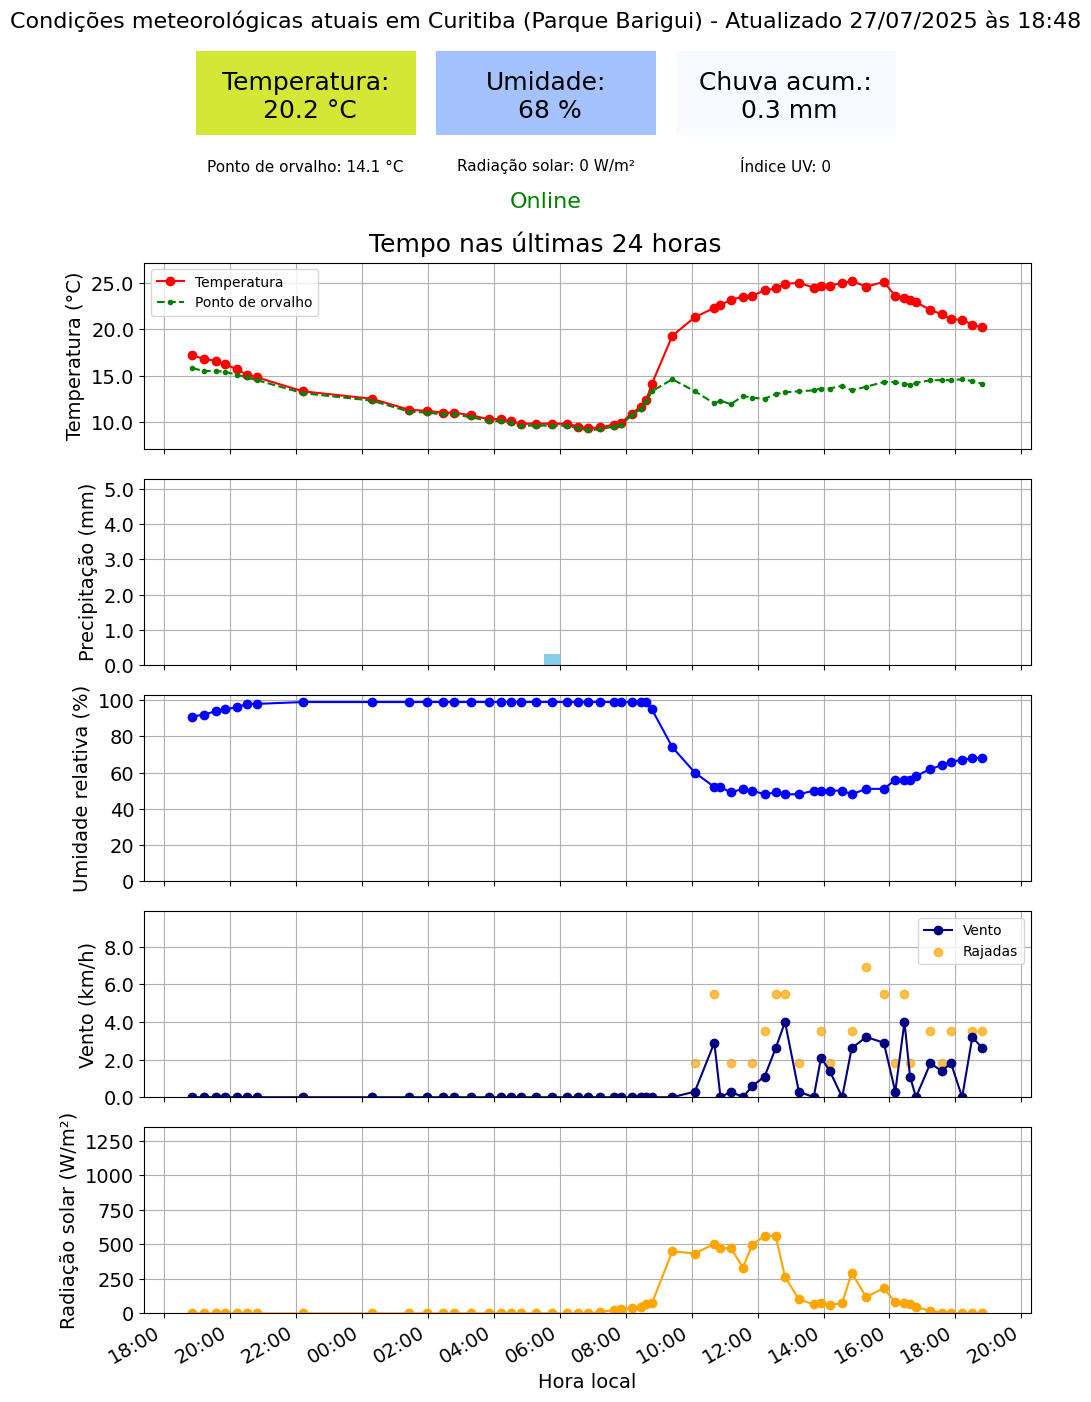 Condições meteorológicas atuais em Curitiba (Parque Barigui) - Atualizado 27/07/2025 às 18:48
Temperatura:
20.2 °C
Umidade:
68 %
Chuva acum.:
0.3 mm
Ponto de orvalho: 14.1 °C
Radiação solar: 0 W/m²
Índice UV: 0
Online
Tempo nas últimas 24 horas
Temperatura (°C)
25.0
20.0
15.0
10.0
Temperatura
Ponto de orvalho
Precipitação (mm)
5.0
4.0
3.0
2.0
1.0
0.0
Umidade relativa (%)
100
80
60
40
20
0
Vento (km/h)
8.0
6.0
4.0
2.0
0.0
Vento
Rajadas
Radiação solar (W/m²)
1250
1000
750
500
250
0
18:00
20:00
22:00
00:00
02:00
04:00
06:00
08:00
10:00
12:00
14:00
16:00
18:00
20:00
Hora local